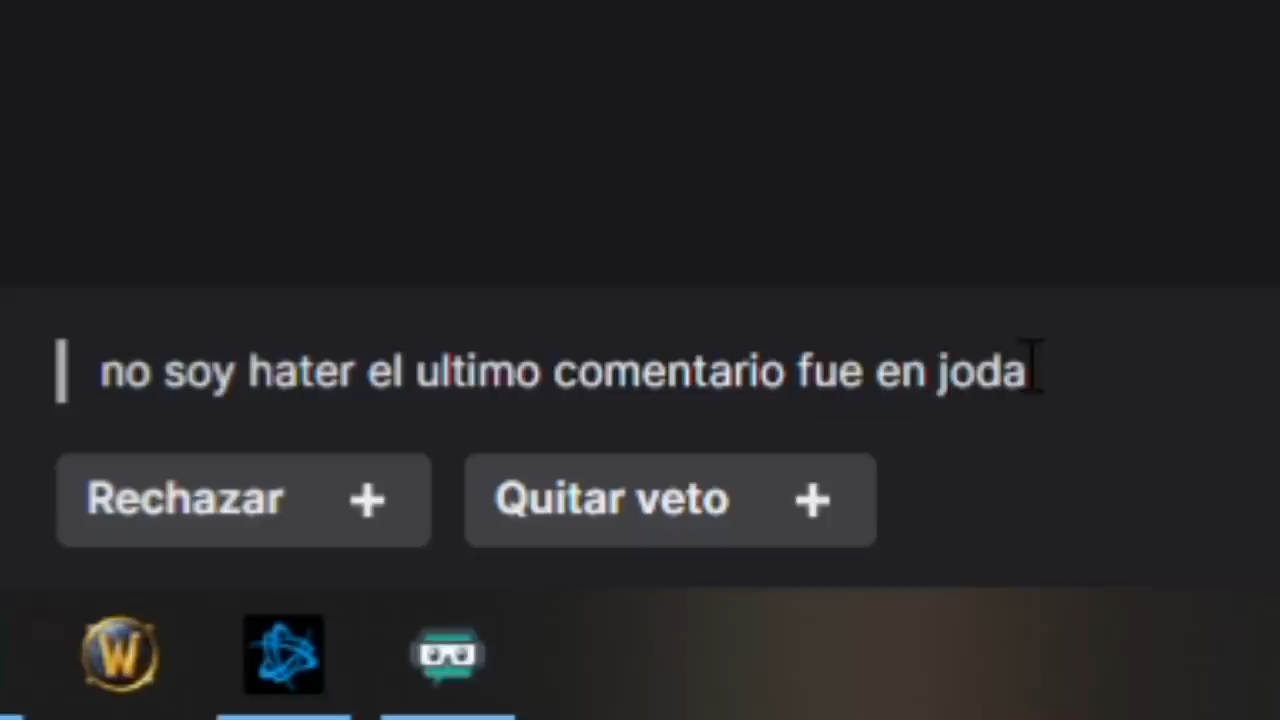 no soy hater el ultimo comentario fue en joda
Rechazar +
Quitar veto +
W